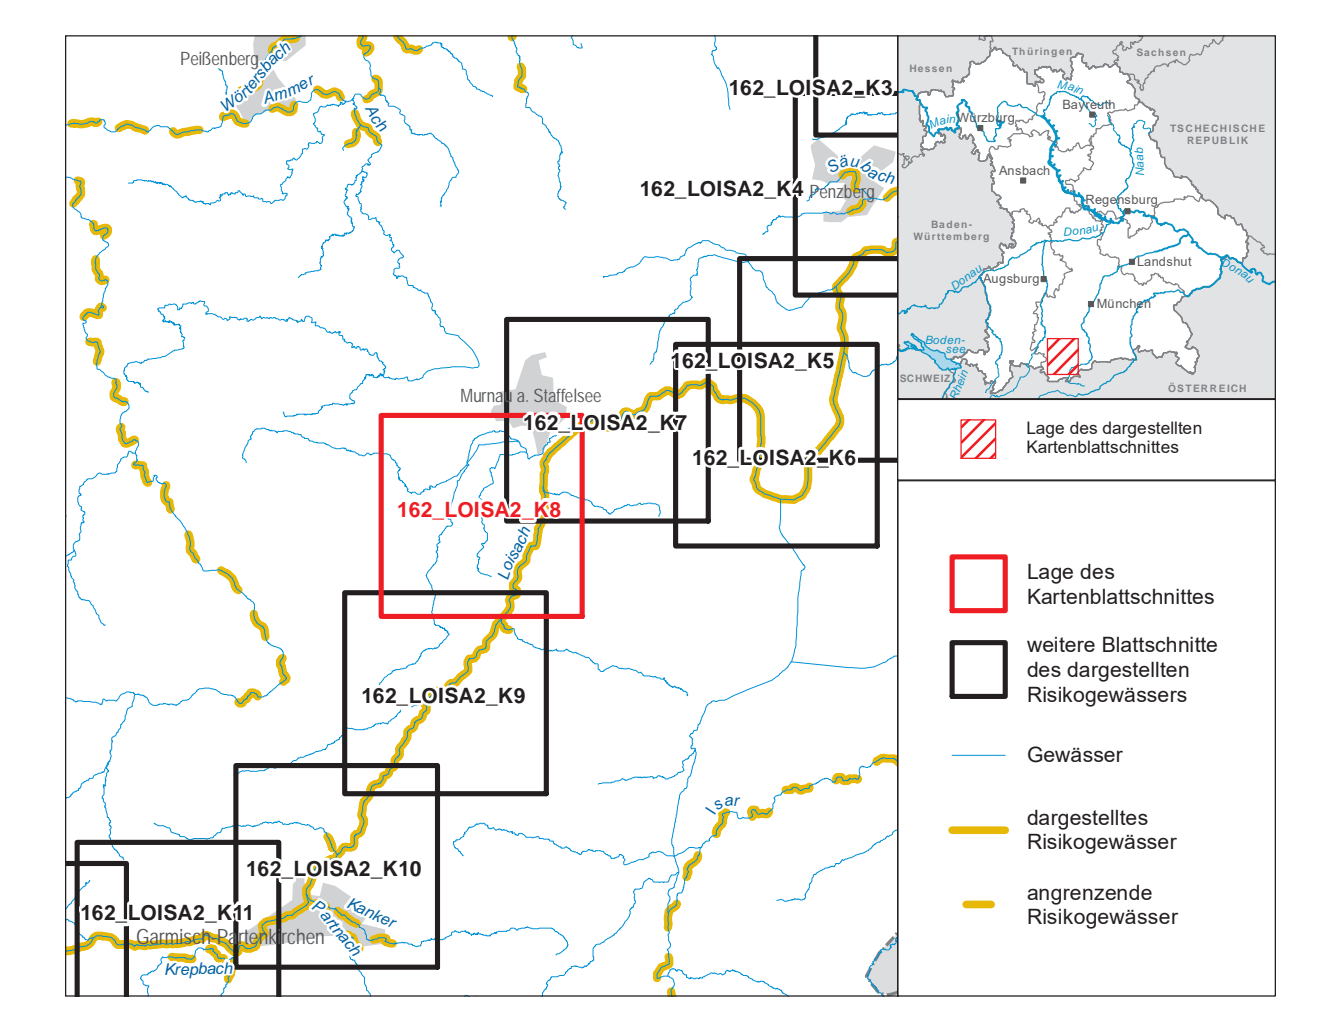 Peißenberg
Wörtersbach
Ammer
Ach
162_LOISA2_K3
Säubach
162_LOISA2_K4
Penzberg
162_LOISA2_K5
Murnau a. Staffelsee
162_LOISA2_K7
162_LOISA2_K6
162_LOISA2_K8
Loisach
162_LOISA2_K9
Isar
162_LOISA2_K10
162_LOISA2_K11
Kanker
Partnach
Garmisch-Partenkirchen
Krepbach
Thüringen
Sachsen
Hessen
Main
Bayreuth
Main
Würzburg
TSCHECHISCHE
REPUBLIK
Naab
Ansbach
Regensburg
Baden-
Württemberg
Donau
Landshut
Donau
Donau
Augsburg
München
Boden-
see
SCHWEIZ
Rhein
ÖSTERREICH
Lage des dargestellten
Kartenblattschnittes
Lage des
Kartenblattschnittes
weitere Blattschnitte
des dargestellten
Risikogewässers
Gewässer
dargestelltes
Risikogewässer
angrenzende
Risikogewässer